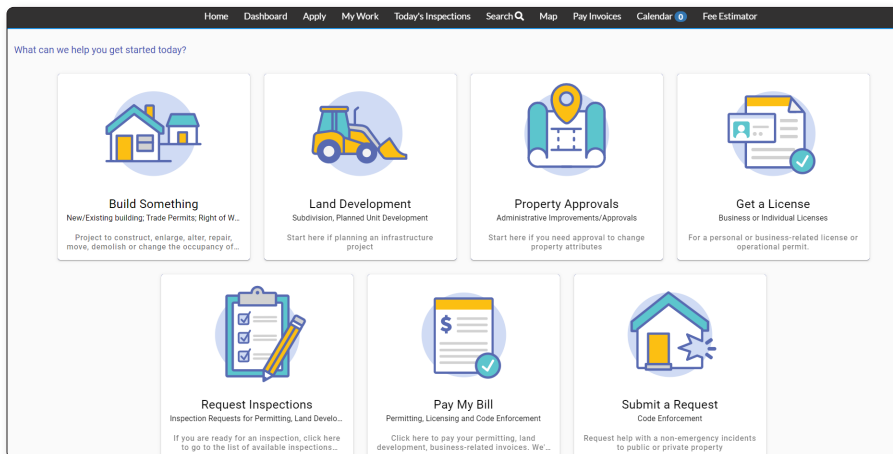 Home Dashboard Apply My Work Today's Inspections Search Map Pay Invoices Calendar 0 Fee Estimator
What can we help you get started today?
Build Something
New/Existing building; Trade Permits; Right of W...
Project to construct, enlarge, alter, repair,
move, demolish or change the occupancy of...
Land Development
Subdivision, Planned Unit Development
Start here if planning an infrastructure
project
Property Approvals
Administrative Improvements/Approvals
Start here if you need approval to change
property attributes
Get a License
Business or Individual Licenses
For a personal or business-related license or
operational permit.
Request Inspections
Inspection Requests for Permitting, Land Develo...
If you are ready for an inspection, click here
to go to the list of available inspections...
Pay My Bill
Permitting, Licensing and Code Enforcement
Click here to pay your permitting, land
development, business-related invoices. We'...
$
Submit a Request
Code Enforcement
Request help with a non-emergency incidents
to public or private property